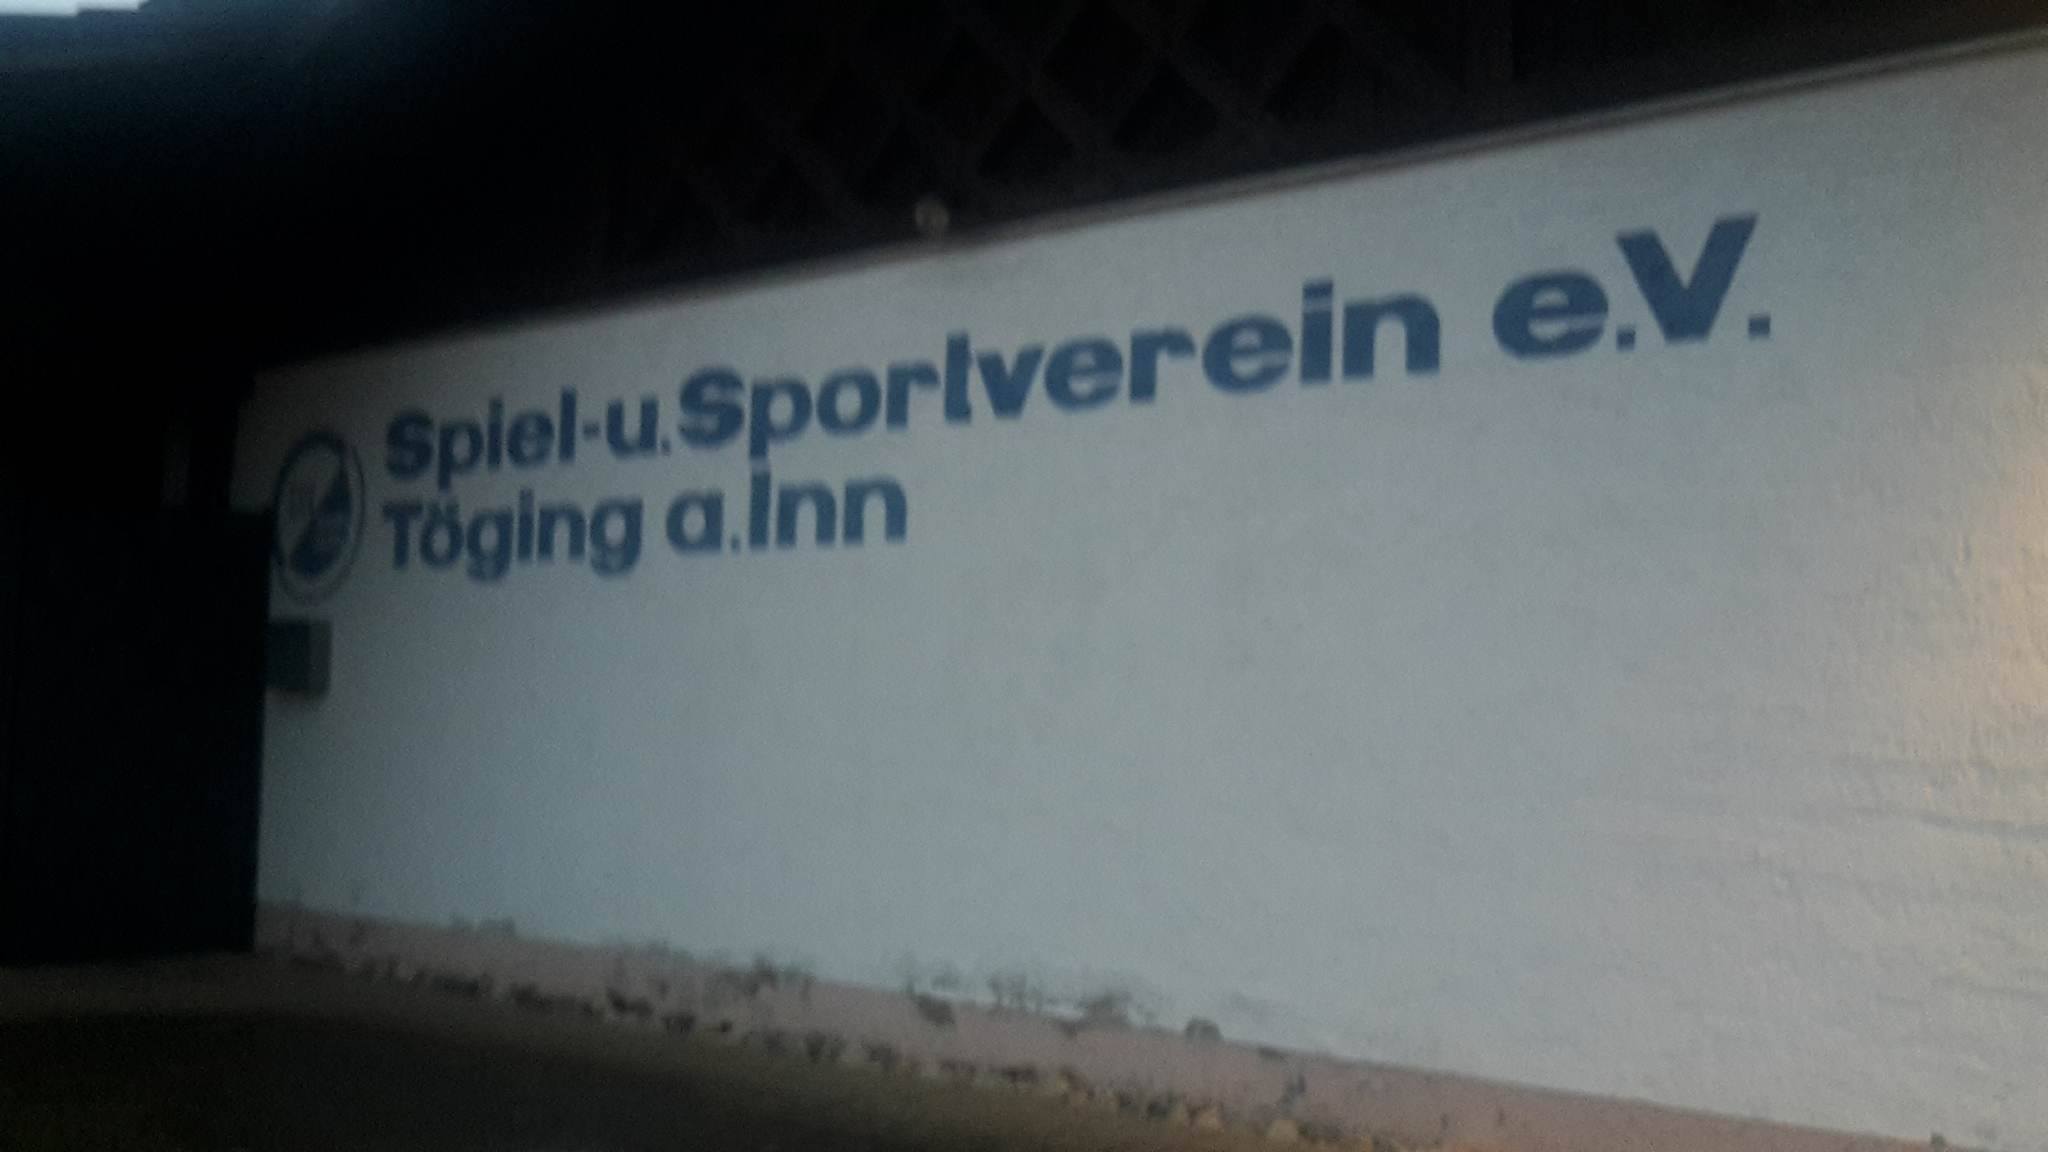 Spiel-u.Sportverein e.V.
Töging a.Inn